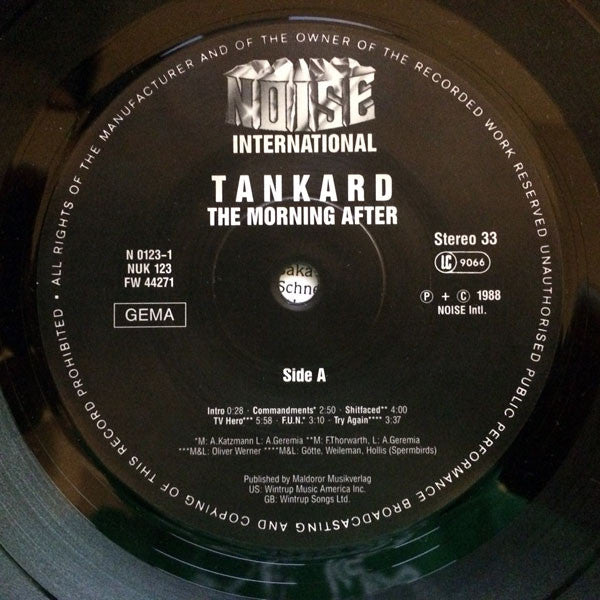 NOISE
INTERNATIONAL
TANKARD
THE MORNING AFTER
N 0123-1
NUK 123
FW 44271
GEMA
Stereo 33
LC 9066
Ⓟ + Ⓒ 1988
NOISE Intl.
Schne
Side A
Intro 0:28 · Commandments* 2:50 · Shitfaced** 4:00
TV Hero*** 5:58 · F.U.N.* 3:10 · Try Again**** 3:37
*M: A.Katzmann L: A.Geremia **M: F.Thorwarth, L: A.Geremia
***M&L: Oliver Werner ****M&L: Götte, Weileman, Hollis (Spermbirds)
Published by Maldoror Musikverlag
US: Wintrup Music America Inc.
GB: Wintrup Songs Ltd.
· ALL RIGHTS OF THE MANUFACTURER AND OF THE OWNER OF THE RECORDED WORK RESERVED UNAUTHORISED PUBLIC PERFORMANCE BROADCASTING AND COPYING OF THIS RECORD PROHIBITED